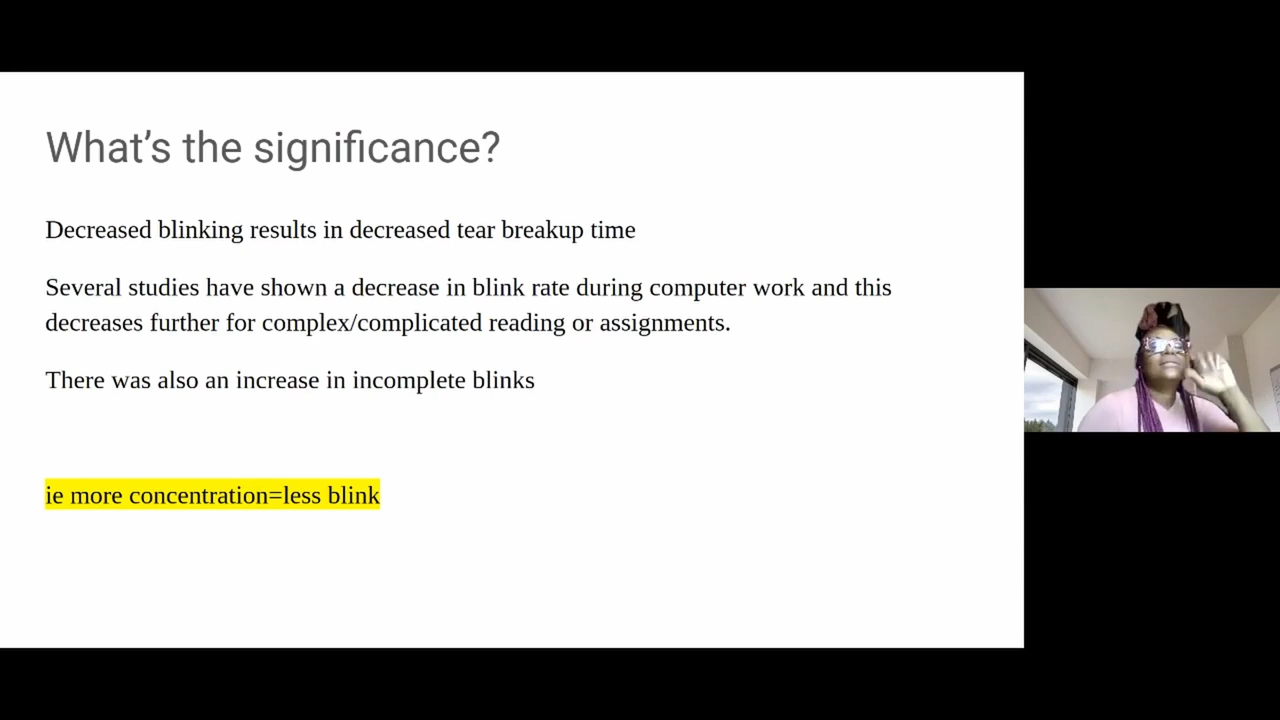 What’s the significance?
Decreased blinking results in decreased tear breakup time
Several studies have shown a decrease in blink rate during computer work and this
decreases further for complex/complicated reading or assignments.
There was also an increase in incomplete blinks
ie more concentration=less blink